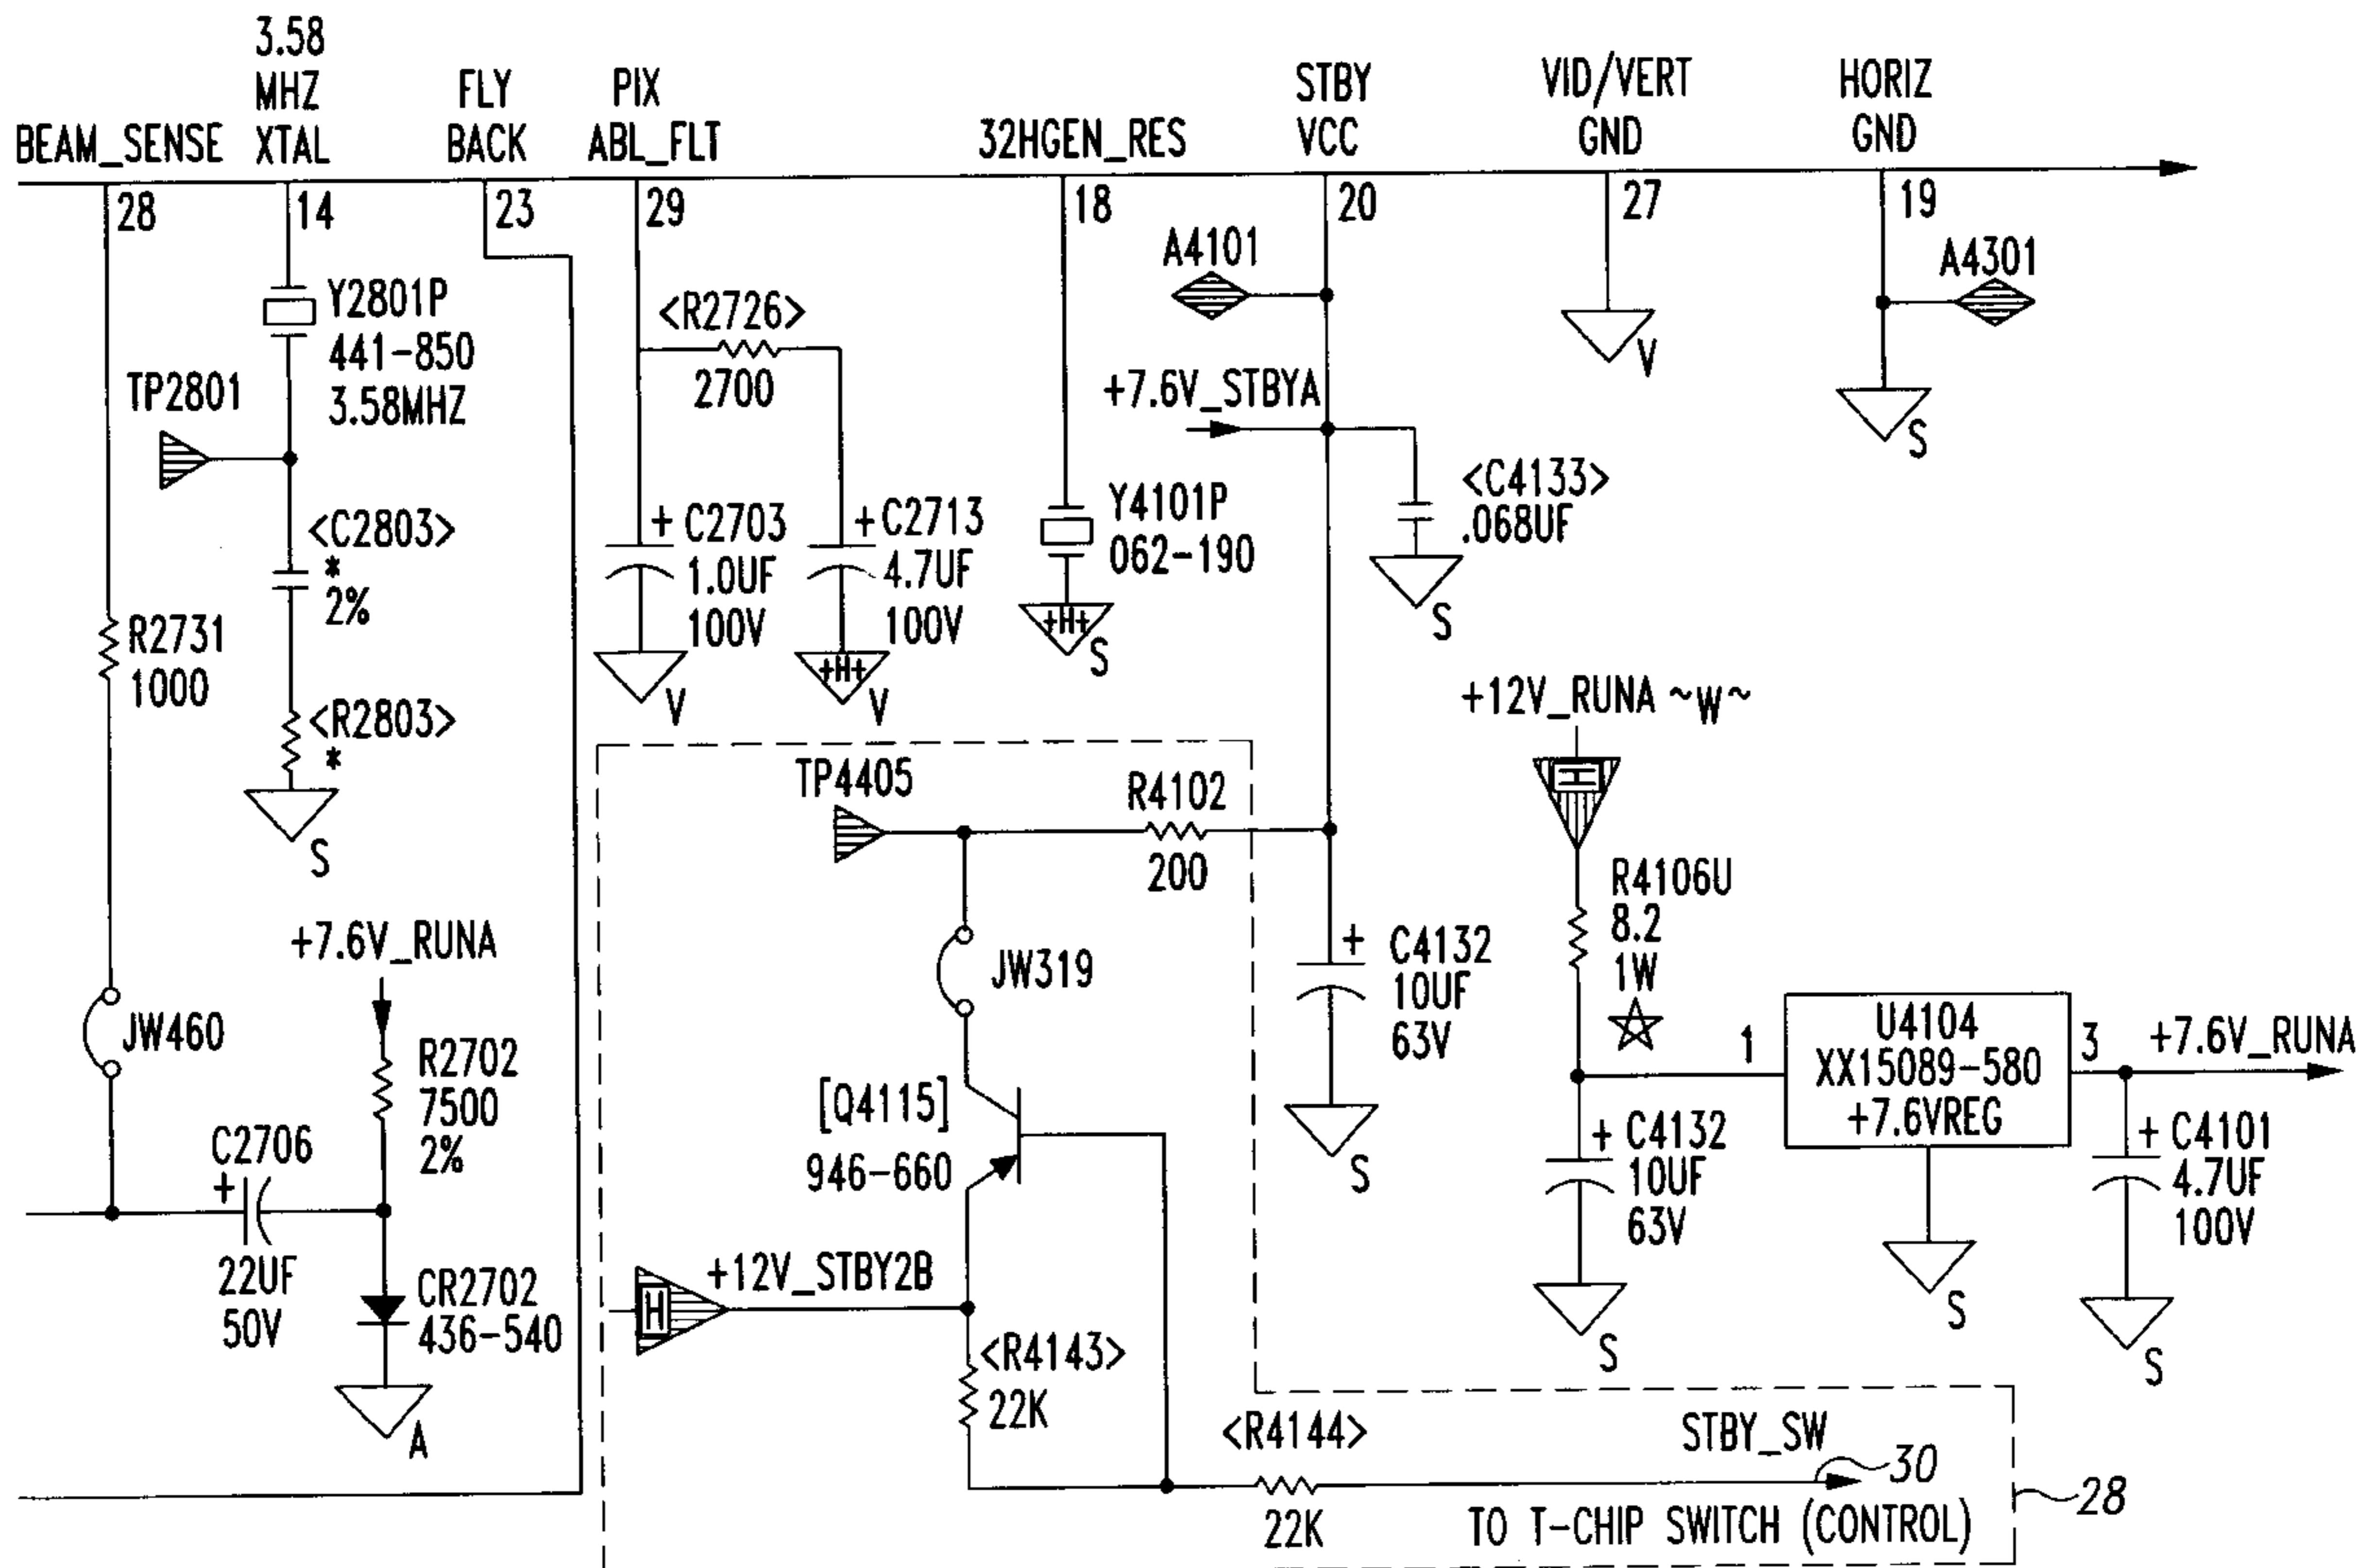 3.58
MHZ
XTAL
BEAM_SENSE
FLY
BACK
PIX
ABL_FLT
32HGEN_RES
STBY
VCC
VID/VERT
GND
HORIZ
GND
28
14
23
29
18
20
27
19
A4101
A4301
Y2801P
441-850
3.58MHZ
<R2726>
2700
TP2801
+7.6V_STBYA
V
S
<C4133>
.068UF
S
<C2803>
*
2%
+ C2703
1.0UF
100V
V
+ C2713
4.7UF
100V
+H+
V
Y4101P
062-190
+H+
S
R2731
1000
<R2803>
*
S
+12V_RUNA ~W~
H
TP4405
R4102
200
R4106U
8.2
1W
+7.6V_RUNA
JW319
+ C4132
10UF
63V
S
JW460
R2702
7500
2%
1
U4104
XX15089-580
+7.6VREG
3
+7.6V_RUNA
[Q4115]
946-660
+ C4132
10UF
63V
S
S
+ C4101
4.7UF
100V
S
C2706
+
22UF
50V
CR2702
436-540
A
H
+12V_STBY2B
<R4143>
22K
<R4144>
22K
STBY_SW
30
TO T-CHIP SWITCH (CONTROL)
28